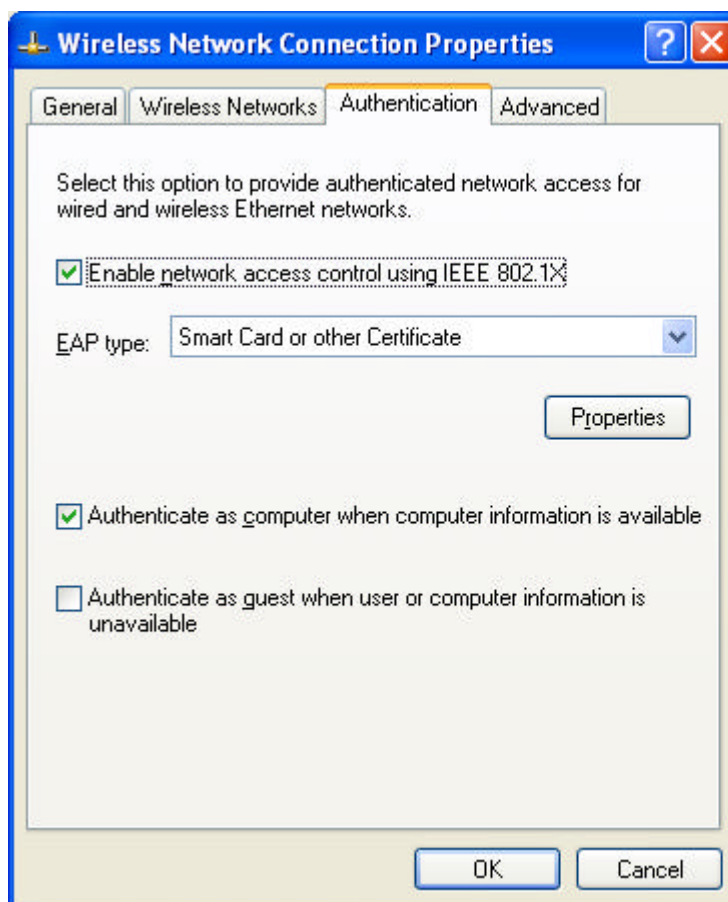 Wireless Network Connection Properties
General Wireless Networks Authentication Advanced
Select this option to provide authenticated network access for
wired and wireless Ethernet networks.
Enable network access control using IEEE 802.1X
EAP type: Smart Card or other Certificate
Properties
Authenticate as computer when computer information is available
Authenticate as guest when user or computer information is
unavailable
OK Cancel